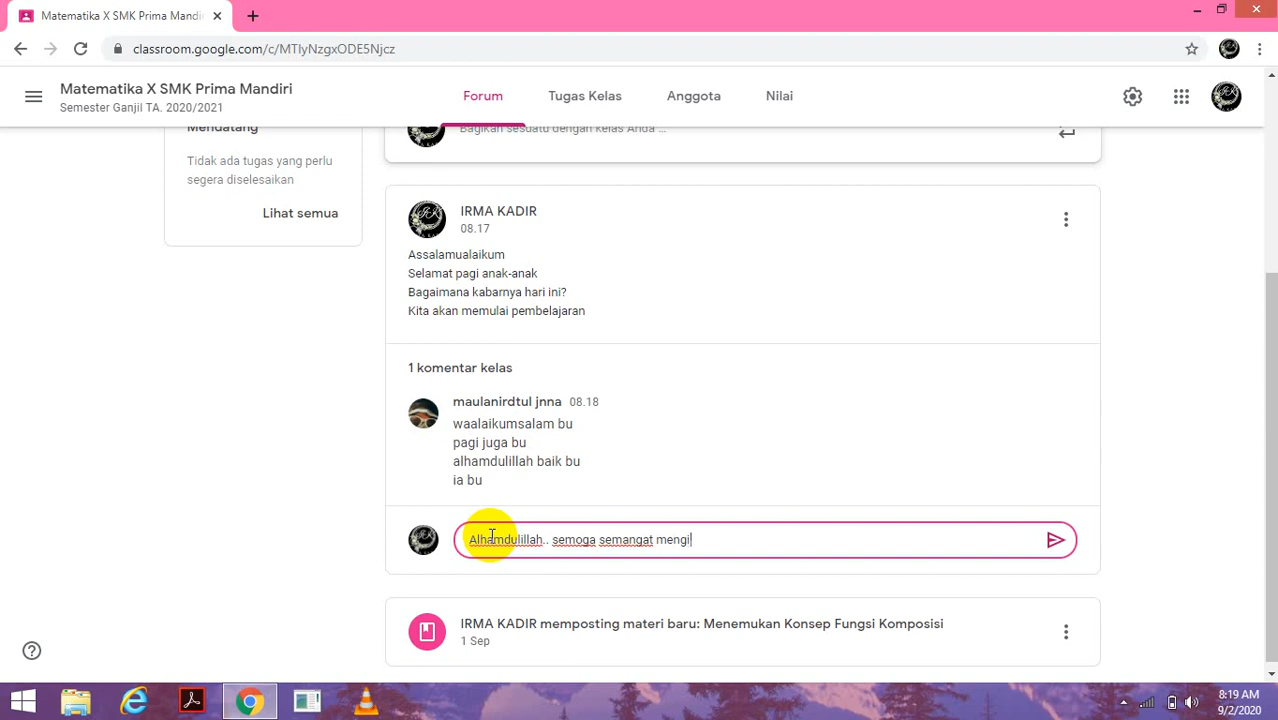 Matematika X SMK Prima Mandi
classroom.google.com/c/MTIyNzgxODE5Njcz
Matematika X SMK Prima Mandiri
Semester Ganjil TA. 2020/2021
Forum
Tugas Kelas
Anggota
Nilai
Mendatang
Tidak ada tugas yang perlu
segera diselesaikan
Lihat semua
Bagikan sesuatu dengan kelas Anda ...
IRMA KADIR
08.17
Assalamualaikum
Selamat pagi anak-anak
Bagaimana kabarnya hari ini?
Kita akan memulai pembelajaran
1 komentar kelas
maulanirdtul jnna 08.18
waalaikumsalam bu
pagi juga bu
alhamdulillah baik bu
ia bu
Alhamdulillah.. semoga semangat mengi
IRMA KADIR memposting materi baru: Menemukan Konsep Fungsi Komposisi
1 Sep
8:19 AM
9/2/2020